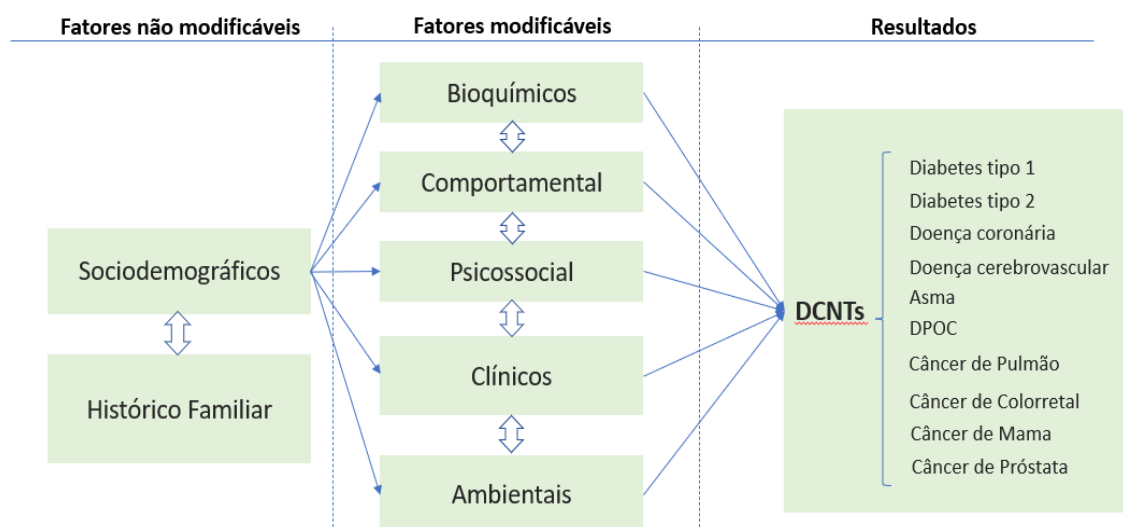 Fatores não modificáveis
Fatores modificáveis
Resultados
Sociodemográficos
Histórico Familiar
Bioquímicos
Comportamental
Psicossocial
Clínicos
Ambientais
DCNTs
Diabetes tipo 1
Diabetes tipo 2
Doença coronária
Doença cerebrovascular
Asma
DPOC
Câncer de Pulmão
Câncer de Colorretal
Câncer de Mama
Câncer de Próstata